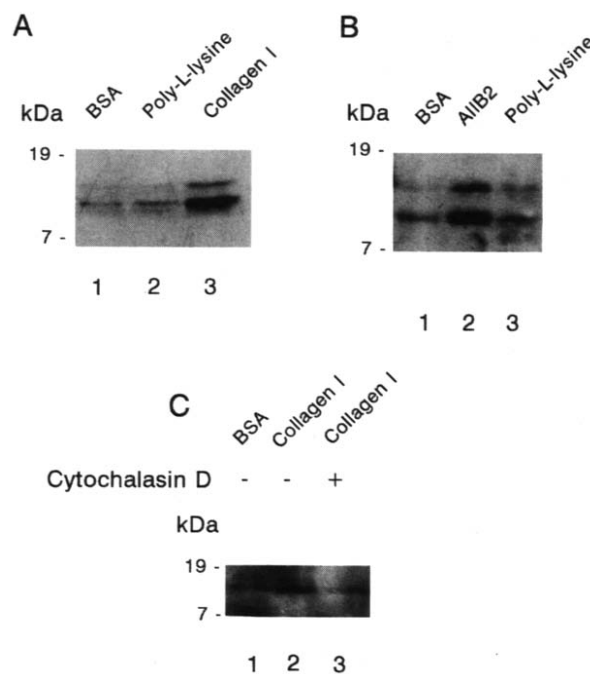 A
kDa
BSA
Poly-L-lysine
Collagen I
19 -
7 -
1 2 3
B
kDa
BSA
AIIB2
Poly-L-lysine
19 -
7 -
1 2 3
C
BSA
Collagen I
Collagen I
Cytochalasin D - - +
kDa
19 -
7 -
1 2 3